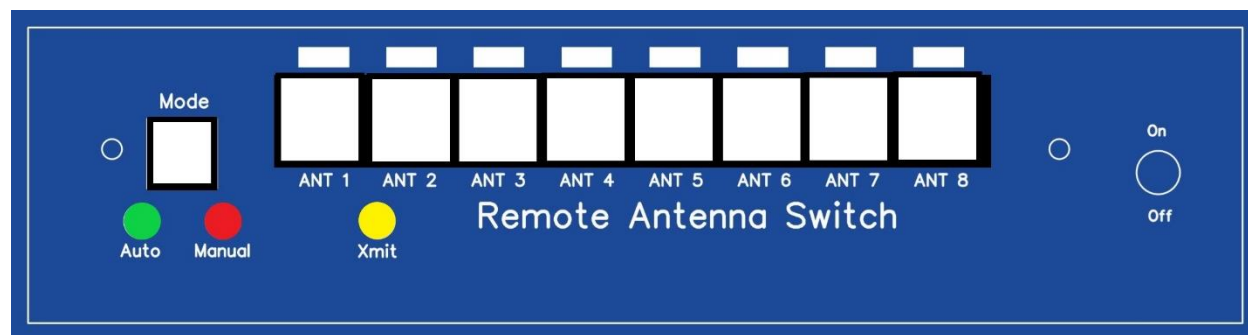 Mode
ANT 1 ANT 2 ANT 3 ANT 4 ANT 5 ANT 6 ANT 7 ANT 8
On
Off
Auto Manual Xmit
Remote Antenna Switch